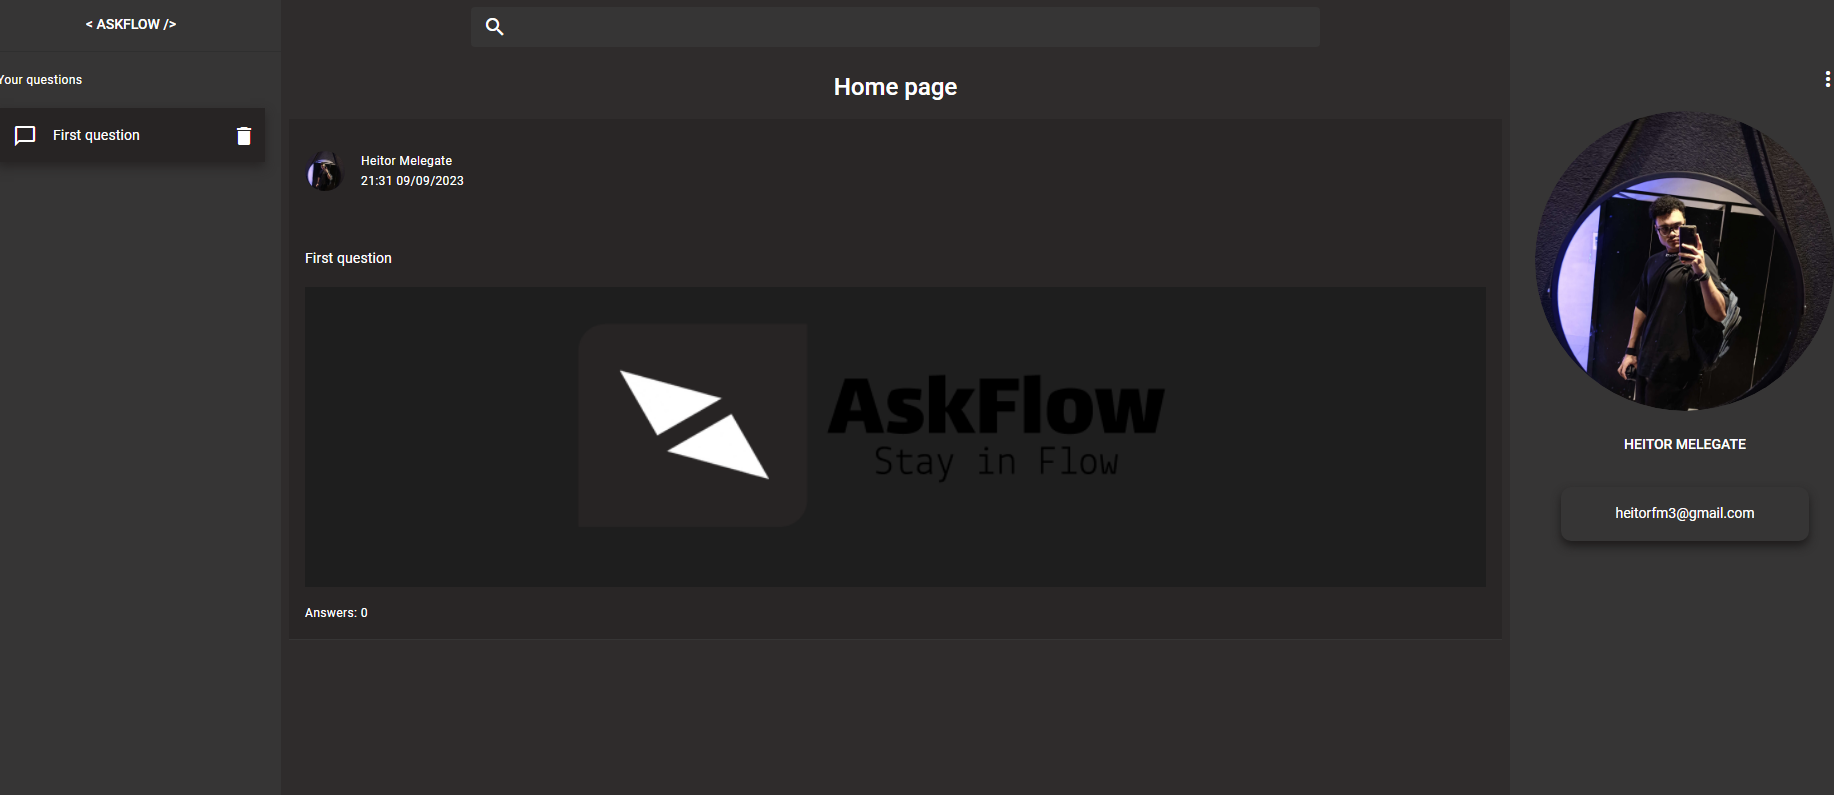 < ASKFLOW />
Your questions
First question
Home page
Heitor Melegate
21:31 09/09/2023
First question
AskFlow
Stay in Flow
Answers: 0
HEITOR MELEGATE
heitorfm3@gmail.com